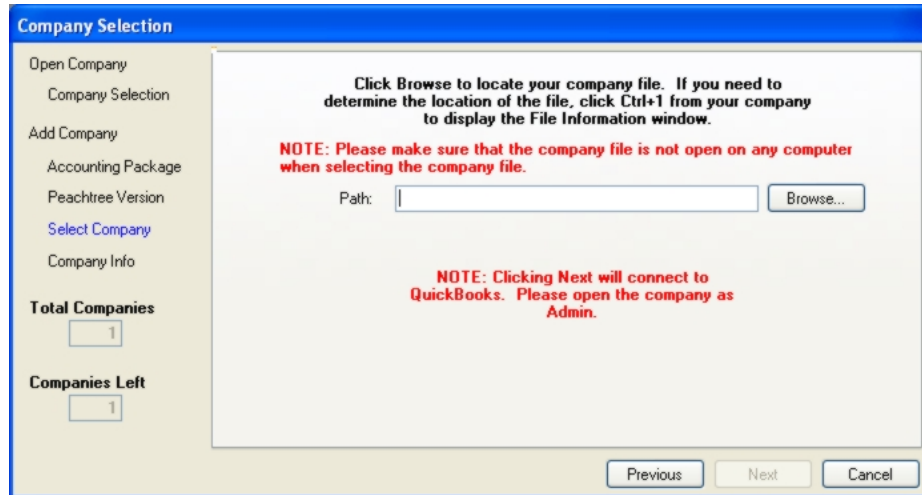 Company Selection
Open Company
Company Selection
Add Company
Accounting Package
Peachtree Version
Select Company
Company Info
Total Companies
1
Companies Left
1
Click Browse to locate your company file. If you need to
determine the location of the file, click Ctrl+1 from your company
to display the File Information window.
NOTE: Please make sure that the company file is not open on any computer
when selecting the company file.
Path:
Browse...
NOTE: Clicking Next will connect to
QuickBooks. Please open the company as
Admin.
Previous
Next
Cancel